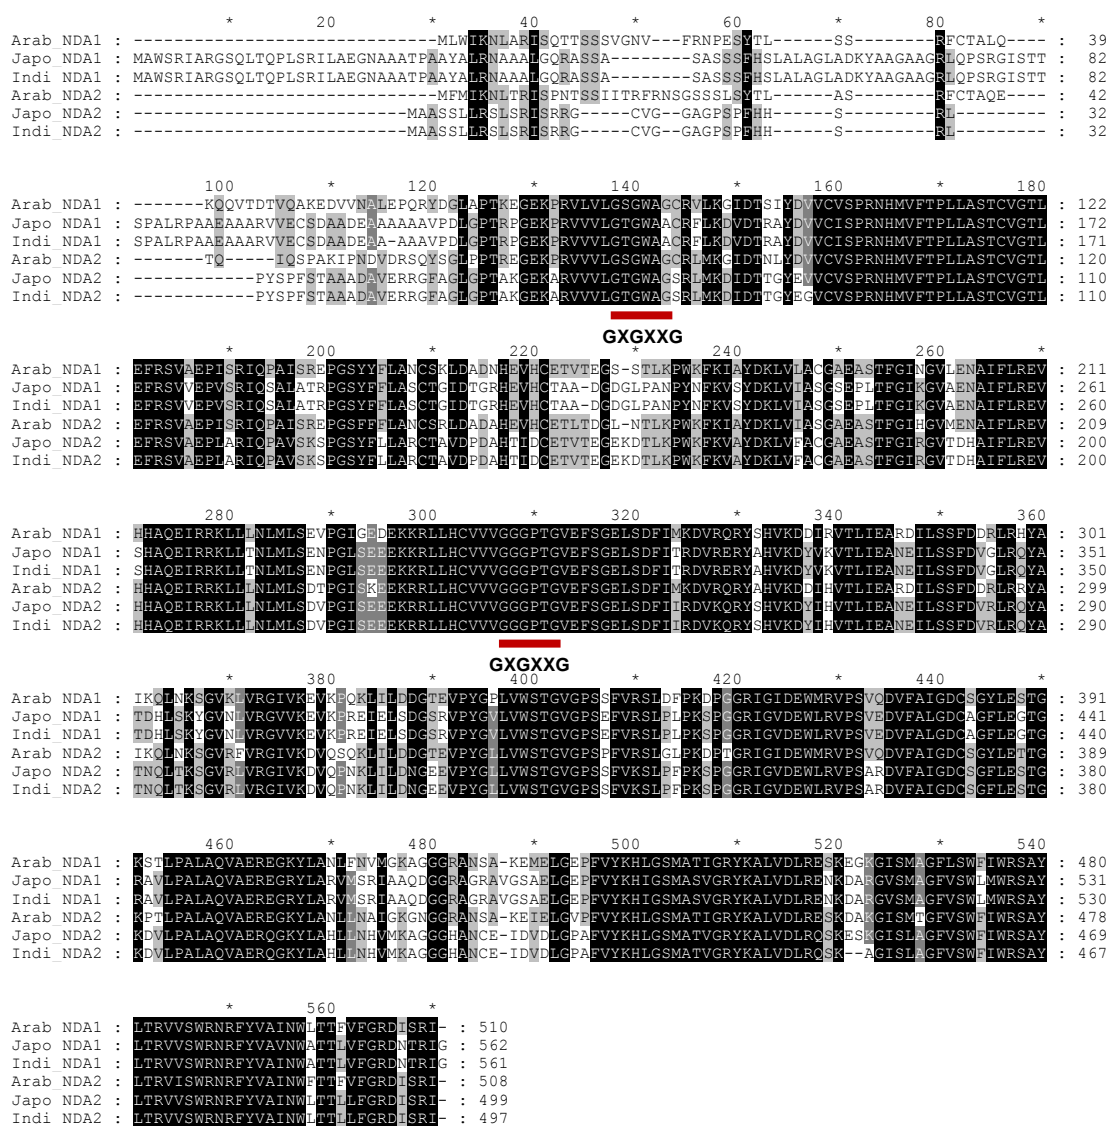 * 20 * 40 * 60 * 80 *
Arab_NDA1 : ------------------------------MLWIKNLARISQTTSSSVGNV---FRNPESYTL-----SS--------RFCTALQ---- : 39
Japo_NDA1 : MAWSRIARGSQLTQPLSRILAEGNAAATPAAYALRNAAALGQRASSA--------SASSSFHSLALAGLADKYAAGAAGRLQPSRGISTT : 82
Indi_NDA1 : MAWSRIARGSQLTQPLSRILAEGNAAATPAAYALRNAAALGQRASSA--------SASSSFHSLALAGLADKYAAGAAGRLQPSRGISTT : 82
Arab_NDA2 : ------------------------------MFMIKNLTRISPNTSSIITRFRNSGSSSLSYTL-----AS--------RFCTAQE---- : 42
Japo_NDA2 : ---------------------------MAASSLLRSLSRISRRG-----CVG--GAGPSPFHH-----S---------RL--------- : 32
Indi_NDA2 : ---------------------------MAASSLLRSLSRISRRG-----CVG--GAGPSPFHH-----S---------RL--------- : 32
100 * 120 * 140 * 160 * 180
Arab_NDA1 : -------KQQVTDTVQAKEDVVNALEPQRYDGLAPTKEGEKPRVLVLGSGWAGCRVLKGIDTSIYDVVCVSPRNHMVFTPLLASTCVGTL : 122
Japo_NDA1 : SPALRPAAEAAARVVECSDAADEAAAAAAVPDLGPTRPGEKPRVVVLGTGWAACRFLKDVDTRAYDVVCISPRNHMVFTPLLASTCVGTL : 172
Indi_NDA1 : SPALRPAAEAAARVVECSDAADEAA-AAAVPDLGPTRPGEKPRVVVLGTGWAACRFLKDVDTRAYDVVCISPRNHMVFTPLLASTCVGTL : 171
Arab_NDA2 : -------TQ-----IQSPAKIPNDVDRSQYSGLPPTREGEKPRVVVLGSGWAGCRLMKGIDTNLYDVVCVSPRNHMVFTPLLASTCVGTL : 120
Japo_NDA2 : ------------PYSPFSTAAADAVERRGFAGLGPTAKGEKARVVVLGTGWAGSRLMKDIDTTGYEVVCVSPRNHMVFTPLLASTCVGTL : 110
Indi_NDA2 : ------------PYSPFSTAAADAVERRGFAGLGPTAKGEKARVVVLGTGWAGSRLMKDIDTTGYEGVCVSPRNHMVFTPLLASTCVGTL : 110
GXGXXG
* 200 * 220 * 240 * 260 *
Arab_NDA1 : EFRSVAEPISRIQPAISREPGSYYFLANCSKLDADNHEVHCETVTEGS-STLKPWKFKIAYDKLVLACGAEASTFGINGVLENAIFLREV : 211
Japo_NDA1 : EFRSVVEPVSRIQSALATRPGSYFFLASCTGIDTGRHEVHCTAA-DGDGLPANPYNFKVSYDKLVIASGSEPLTFGIKGVAENAIFLREV : 261
Indi_NDA1 : EFRSVVEPVSRIQSALATRPGSYFFLASCTGIDTGRHEVHCTAA-DGDGLPANPYNFKVSYDKLVIASGSEPLTFGIKGVAENAIFLREV : 260
Arab_NDA2 : EFRSVAEPISRIQPAISREPGSFFFLANCSRLDADAHEVHCETLTDGL-NTLKPWKFKIAYDKLVIASGAEASTFGIHGVMENAIFLREV : 209
Japo_NDA2 : EFRSVAEPLARIQPAVSKSPGSYFLLARCTAVDPDAHTIDCETVTEGEKDTLKPWKFKVAYDKLVFACGAEASTFGIRGVTDHAIFLREV : 200
Indi_NDA2 : EFRSVAEPLARIQPAVSKSPGSYFLLARCTAVDPDAHTIDCETVTEGEKDTLKPWKFKVAYDKLVFACGAEASTFGIRGVTDHAIFLREV : 200
280 * 300 * 320 * 340 * 360
Arab_NDA1 : HHAQEIRRKLLLNLMLSEVPGIGEDEKKRLLHCVVVGGGPTGVEFSGELSDFIMKDVRQRYSHVKDDIRVTLIEARDILSSFDDRLRHYA : 301
Japo_NDA1 : SHAQEIRRKLLTNLMLSENPGLSEEEKKRLLHCVVVGGGPTGVEFSGELSDFITRDVRERYAHVKDYVKVTLIEANEILSSFDVGLRQYA : 351
Indi_NDA1 : SHAQEIRRKLLTNLMLSENPGLSEEEKKRLLHCVVVGGGPTGVEFSGELSDFITRDVRERYAHVKDYVKVTLIEANEILSSFDVGLRQYA : 350
Arab_NDA2 : HHAQEIRRKLLLNLMLSDTPGISKEEKRRLLHCVVVGGGPTGVEFSGELSDFIMKDVRQRYAHVKDDIHVTLIEARDILSSFDDRLRRYA : 299
Japo_NDA2 : HHAQEIRRKLLLNLMLSDVPGISEEEKRRLLHCVVVGGGPTGVEFSGELSDFIIRDVKQRYSHVKDYIHVTLIEANEILSSFDVRLRQYA : 290
Indi_NDA2 : HHAQEIRRKLLLNLMLSDVPGISEEEKRRLLHCVVVGGGPTGVEFSGELSDFIIRDVKQRYSHVKDYIHVTLIEANEILSSFDVRLRQYA : 290
GXGXXG
* 380 * 400 * 420 * 440 *
Arab_NDA1 : IKQLNKSGVKLVRGIVKEVKPQKLILDDGTEVPYGPLVWSTGVGPSSFVRSLDFPKDPGGRIGIDEWMRVPSVQDVFAIGDCSGYLESTG : 391
Japo_NDA1 : TDHLSKYGVNLVRGVVKEVKPREIELSDGSRVPYGVLVWSTGVGPSEFVRSLPLPKSPGGRIGVDEWLRVPSVEDVFALGDCAGFLEGTG : 441
Indi_NDA1 : TDHLSKYGVNLVRGVVKEVKPREIELSDGSRVPYGVLVWSTGVGPSEFVRSLPLPKSPGGRIGVDEWLRVPSVEDVFALGDCAGFLEGTG : 440
Arab_NDA2 : IKQLNKSGVRFVRGIVKDVQSQKLILDDGTEVPYGLLVWSTGVGPSPFVRSLGLPKDPTGRIGIDEWMRVPSVQDVFAIGDCSGYLETTG : 389
Japo_NDA2 : TNQLTKSGVRLVRGIVKDVQPNKLILDNGEEVPYGLLVWSTGVGPSSFVKSLPFPKSPGGRIGVDEWLRVPSARDVFAIGDCSGFLESTG : 380
Indi_NDA2 : TNQLTKSGVRLVRGIVKDVQPNKLILDNGEEVPYGLLVWSTGVGPSSFVKSLPFPKSPGGRIGVDEWLRVPSARDVFAIGDCSGFLESTG : 380
460 * 480 * 500 * 520 * 540
Arab_NDA1 : KSTLPALAQVAEREGKYLANLFNVMGKAGGGRANSA-KEMELGEPFVYKHLGSMATIGRYKALVDLRESKEGKGISMAGFLSWFIWRSAY : 480
Japo_NDA1 : RAVLPALAQVAEREGRYLARVMSRIAAQDGGRAGRAVGSAELGEPFVYKHIGSMASVGRYKALVDLRENKDARGVSMAGFVSWLMWRSAY : 531
Indi_NDA1 : RAVLPALAQVAEREGRYLARVMSRIAAQDGGRAGRAVGSAELGEPFVYKHIGSMASVGRYKALVDLRENKDARGVSMAGFVSWLMWRSAY : 530
Arab_NDA2 : KPTLPALAQVAEREGKYLANLLNAIGKGNGGRANSA-KEIELGVPFVYKHLGSMATIGRYKALVDLRESKDAKGISMTGFVSWFIWRSAY : 478
Japo_NDA2 : KDVLPALAQVAERQGKYLAHLLNHVMKAGGGHANCE-IDVDLGPAFVYKHLGSMATVGRYKALVDLRQSKESKGISLAGFVSWFIWRSAY : 469
Indi_NDA2 : KDVLPALAQVAERQGKYLAHLLNHVMKAGGGHANCE-IDVDLGPAFVYKHLGSMATVGRYKALVDLRQSK--AGISLAGFVSWFIWRSAY : 467
* 560 *
Arab_NDA1 : LTRVVSWRNRFYVAINWLTTFVFGRDISRI- : 510
Japo_NDA1 : LTRVVSWRNRFYVAVNWATTLVFGRDNTRIG : 562
Indi_NDA1 : LTRVVSWRNRFYVAINWATTLVFGRDNTRIG : 561
Arab_NDA2 : LTRVISWRNRFYVAINWFTTFVFGRDISRI- : 508
Japo_NDA2 : LTRVVSWRNRFYVAINWLTTLLFGRDISRI- : 499
Indi_NDA2 : LTRVVSWRNRFYVAINWLTTLLFGRDISRI- : 497